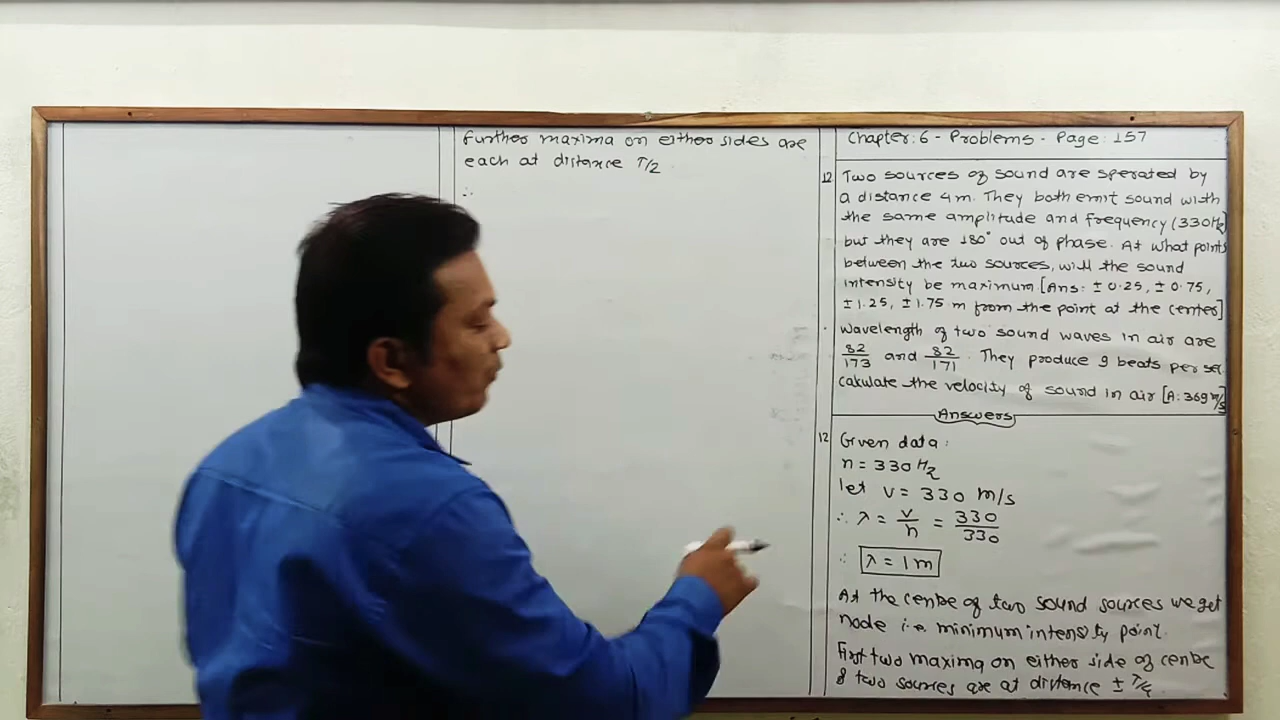 Further maxima on either sides are
each at distance T/2
∴
Chapter: 6 - Problems - Page: 157
12 Two sources of sound are sperated by
a distance 4m. They both emit sound with
the same amplitude and frequency (330Hz)
but they are 180° out of phase. At what points
between the two sources, will the sound
intensity be maximum [Ans: ± 0.25, ± 0.75,
± 1.25, ± 1.75 m from the point at the center]
Wavelength of two sound waves in air are
82/173 and 82/171. They produce 9 beats per sec.
calculate the velocity of sound in air [A: 369 m/s]
Answers
12 Given data:
n = 330 Hz
let v = 330 m/s
∴ λ = v/n = 330/330
∴ λ = 1m
At the centre of two sound sources we get
node i.e. minimum intensity point.
First two maxima on either side of centre
of two sources are at distance ± T/4